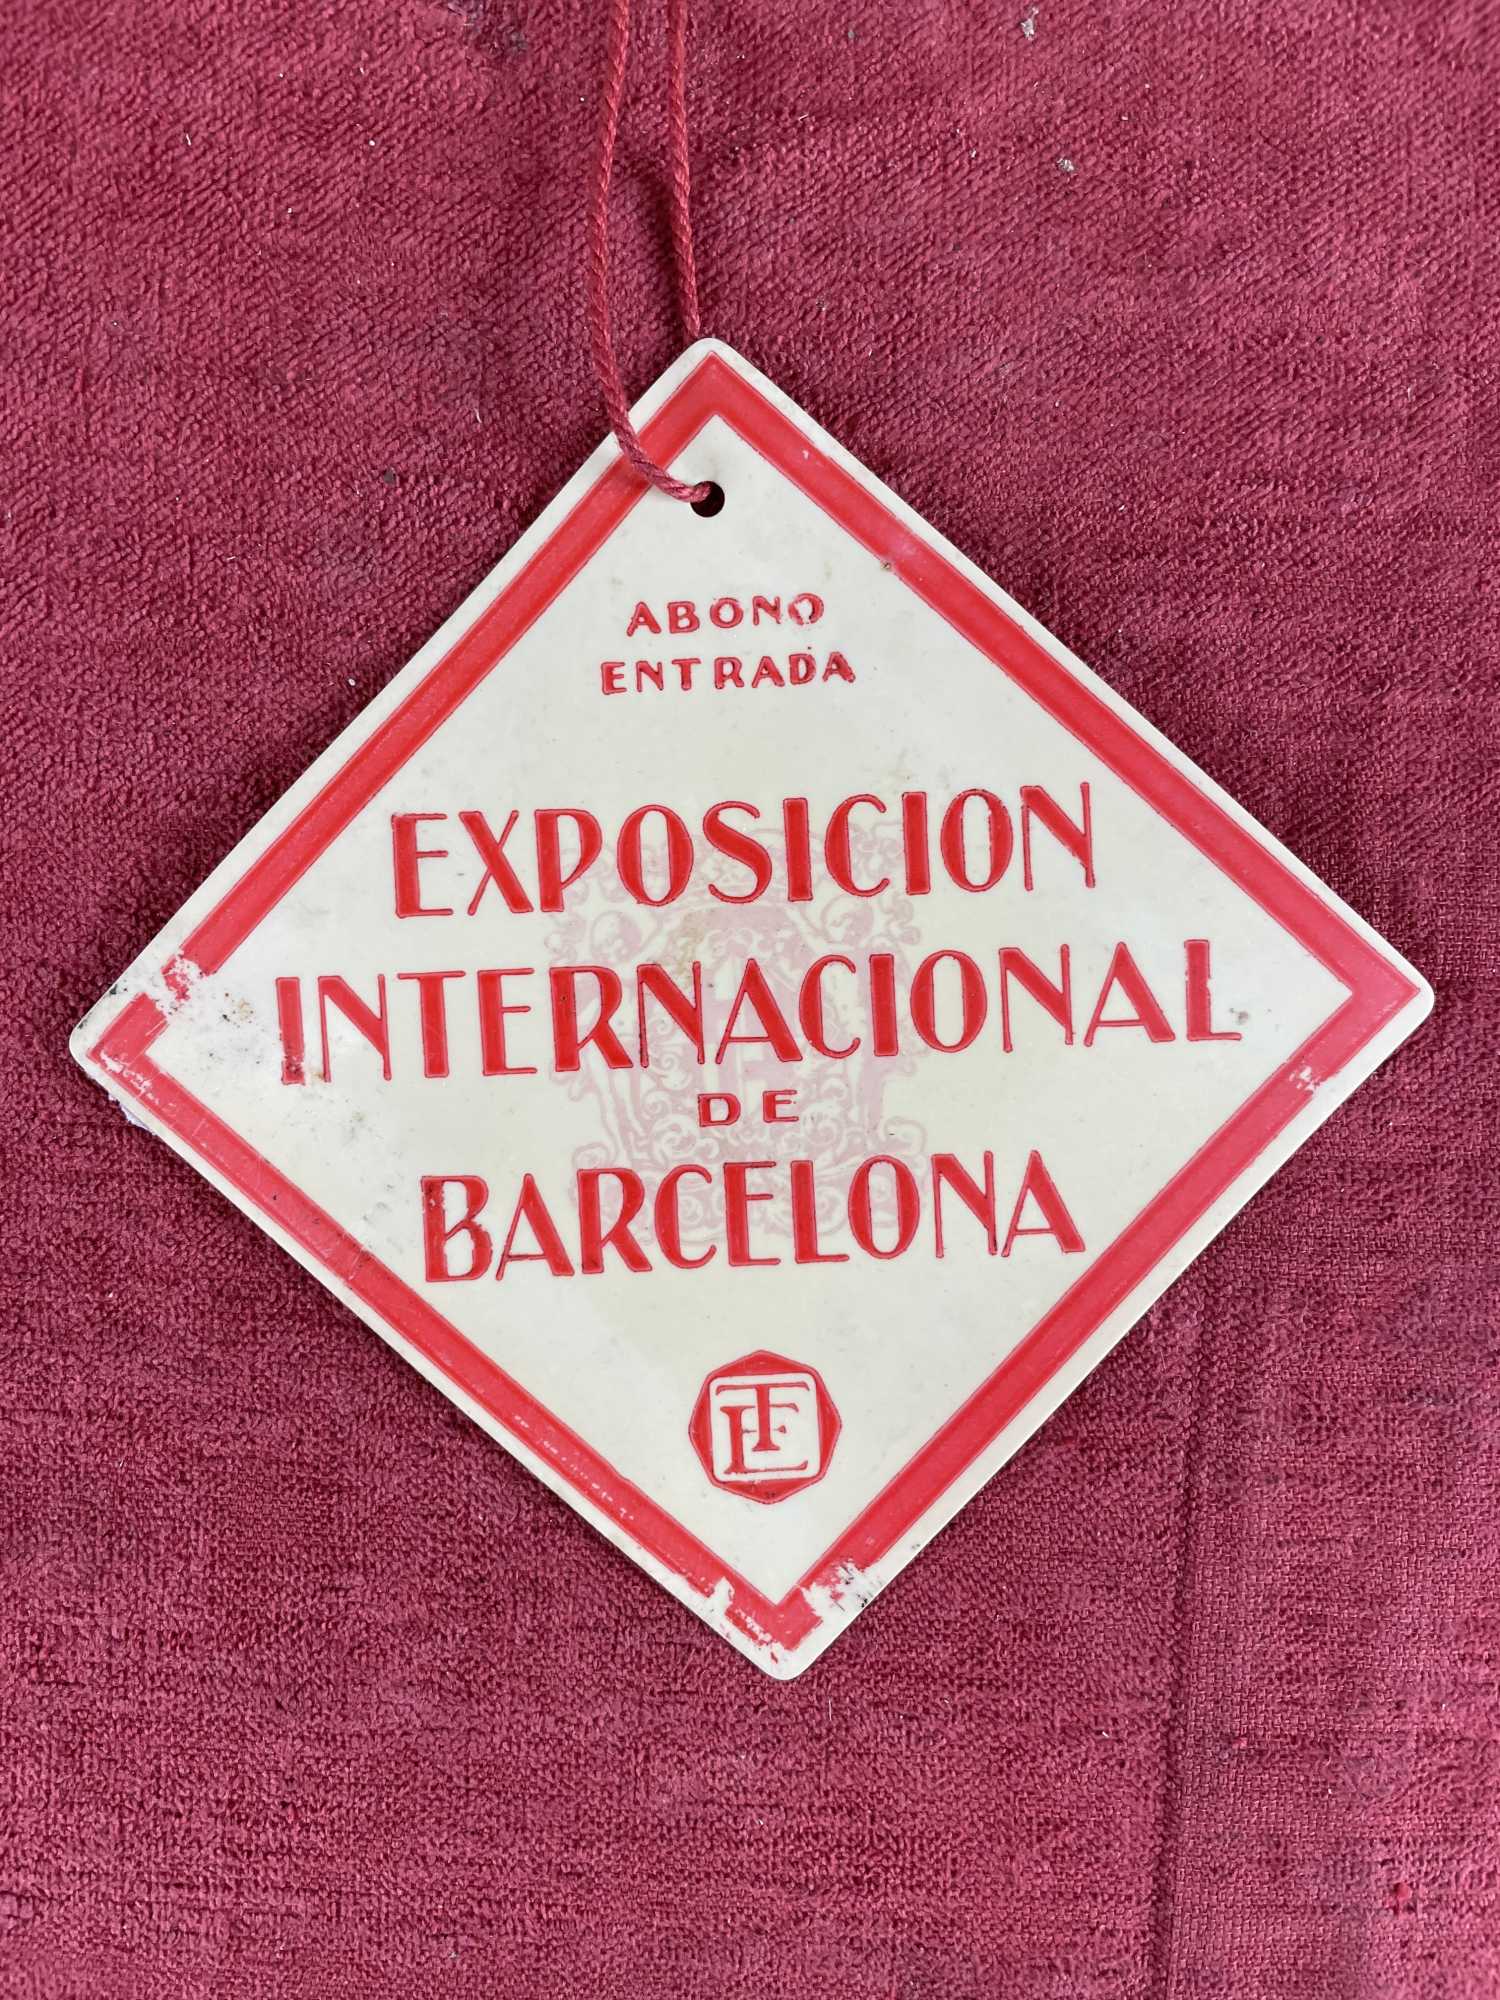 ABONO
ENTRADA
EXPOSICION
INTERNACIONAL
DE
BARCELONA